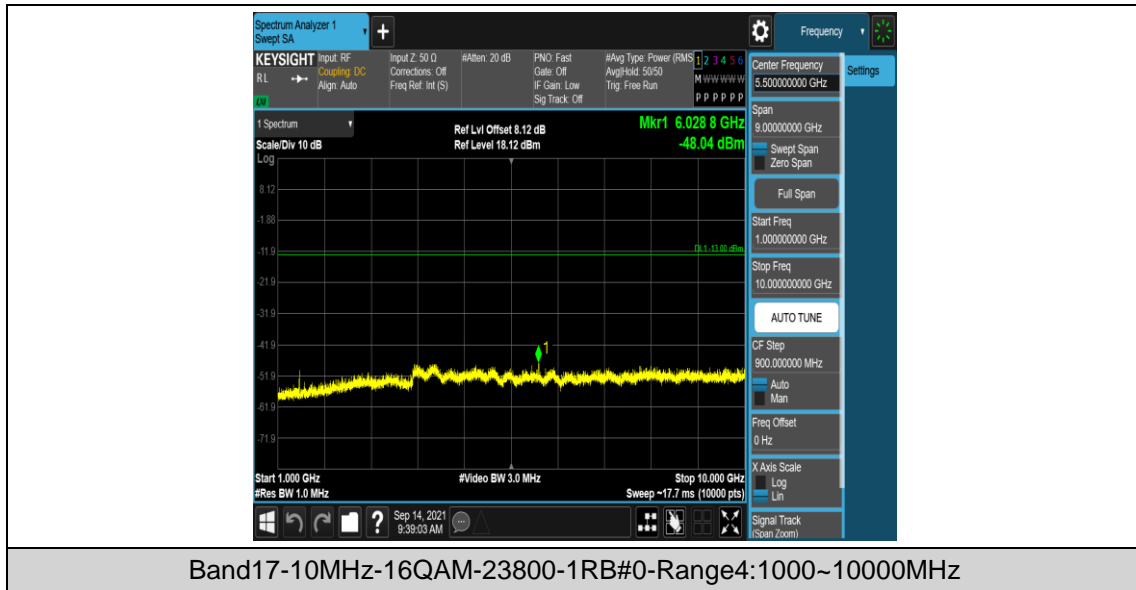 Spectrum Analyzer 1
Swept SA
+
Frequency
KEYSIGHT
RL
LXI
Input: RF
Coupling: DC
Align: Auto
Input Z: 50 Ω
Corrections: Off
Freq Ref: Int (S)
#Atten: 20 dB
PNO: Fast
Gate: Off
IF Gain: Low
Sig Track: Off
#Avg Type: Power (RMS
Avg|Hold: 50/50
Trig: Free Run
1 2 3 4 5 6
M W W W W W
P P P P P P
Center Frequency
5.500000000 GHz
Settings
Span
9.00000000 GHz
Swept Span
Zero Span
Full Span
Start Freq
1.000000000 GHz
Stop Freq
10.000000000 GHz
AUTO TUNE
CF Step
900.000000 MHz
Auto
Man
Freq Offset
0 Hz
X Axis Scale
Log
Lin
Signal Track
(Span Zoom)
1 Spectrum
Scale/Div 10 dB
Log
Ref Lvl Offset 8.12 dB
Ref Level 18.12 dBm
Mkr1 6.028 8 GHz
-48.04 dBm
8.12
-1.88
-11.9
DL1 -13.00 dBm
-21.9
-31.9
-41.9
1
-51.9
-61.9
-71.9
Start 1.000 GHz
#Res BW 1.0 MHz
#Video BW 3.0 MHz
Stop 10.000 GHz
Sweep ~17.7 ms (10000 pts)
?
Sep 14, 2021
9:39:03 AM
Band17-10MHz-16QAM-23800-1RB#0-Range4:1000~10000MHz